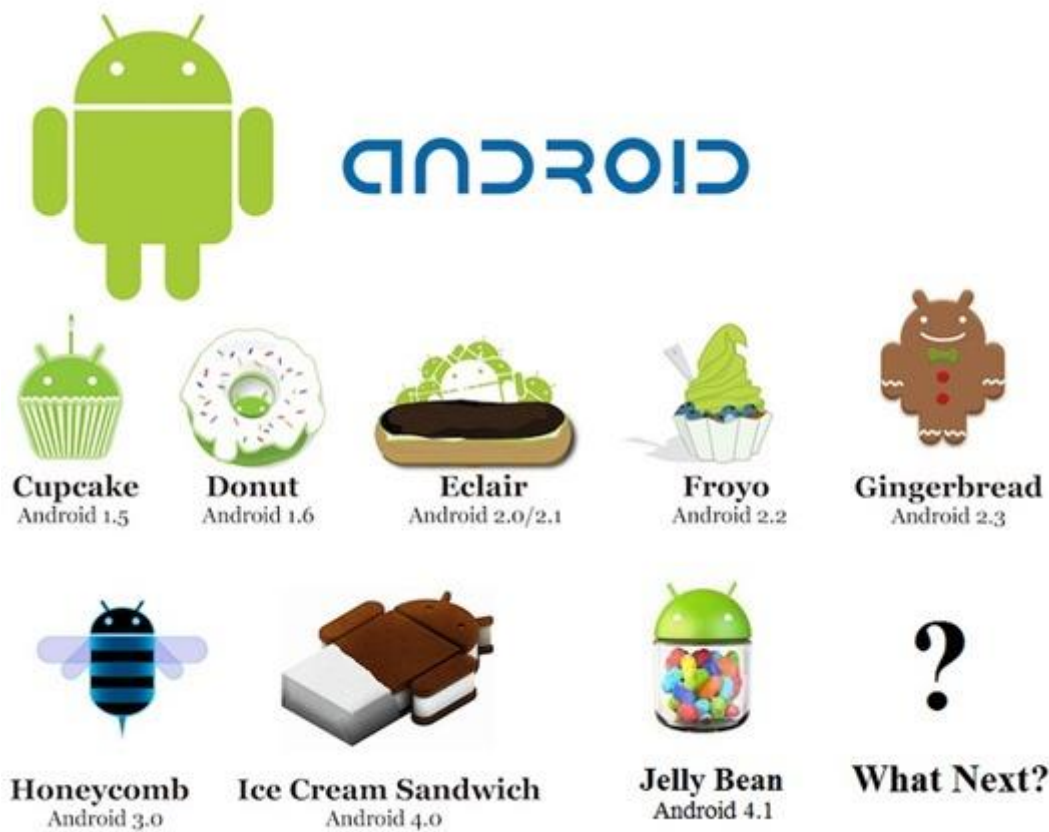 ANDROID
Cupcake
Android 1.5
Donut
Android 1.6
Eclair
Android 2.0/2.1
Froyo
Android 2.2
Gingerbread
Android 2.3
Honeycomb
Android 3.0
Ice Cream Sandwich
Android 4.0
Jelly Bean
Android 4.1
?
What Next?